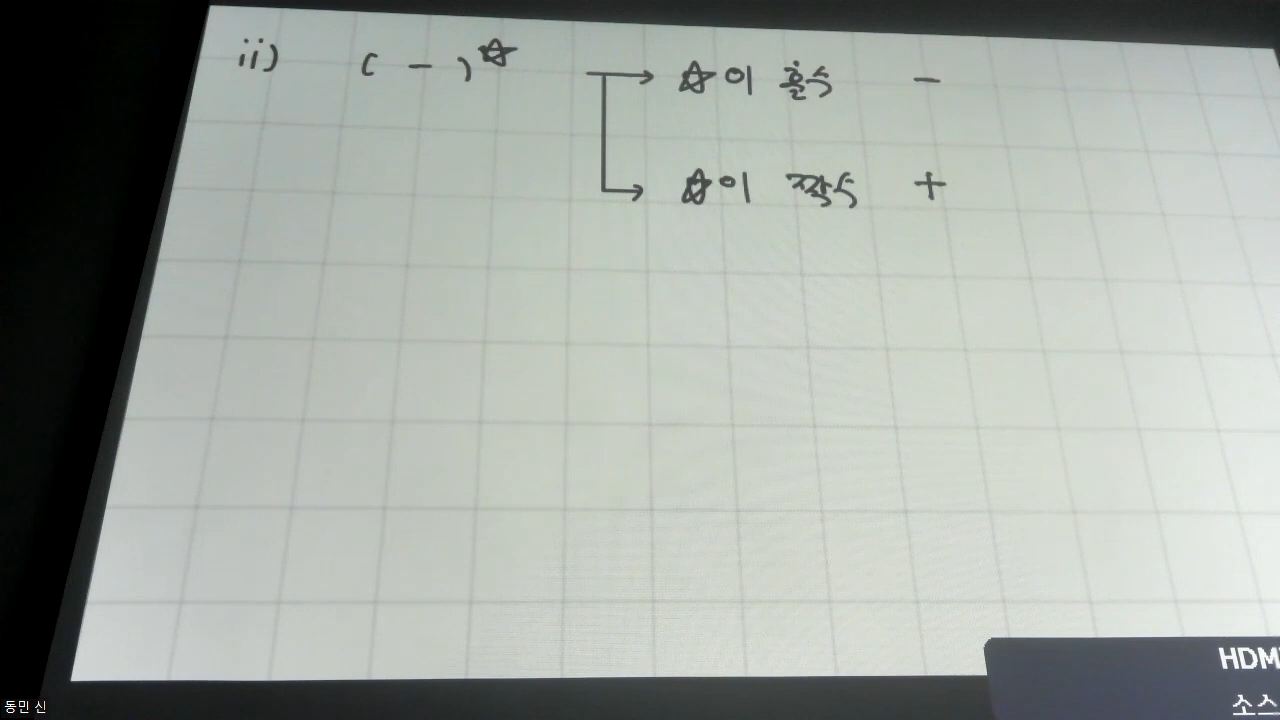 ii) ( - )☆ → ☆이 홀수 -
→ ☆이 짝수 +
HDM
소스
동민 신